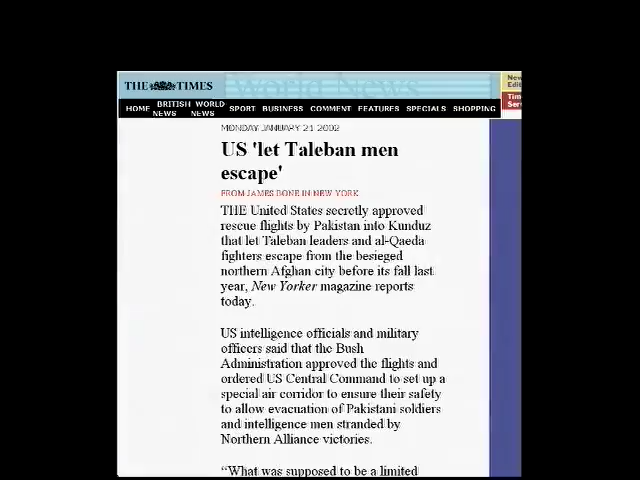 THE TIMES
World News
New
Edit
Tim
Serv
HOME BRITISH NEWS WORLD NEWS SPORT BUSINESS COMMENT FEATURES SPECIALS SHOPPING
MONDAY JANUARY 21 2002
US 'let Taleban men
escape'
FROM JAMES BONE IN NEW YORK
THE United States secretly approved
rescue flights by Pakistan into Kunduz
that let Taleban leaders and al-Qaeda
fighters escape from the besieged
northern Afghan city before its fall last
year, New Yorker magazine reports
today.
US intelligence officials and military
officers said that the Bush
Administration approved the flights and
ordered US Central Command to set up a
special air corridor to ensure their safety
to allow evacuation of Pakistani soldiers
and intelligence men stranded by
Northern Alliance victories.
“What was supposed to be a limited